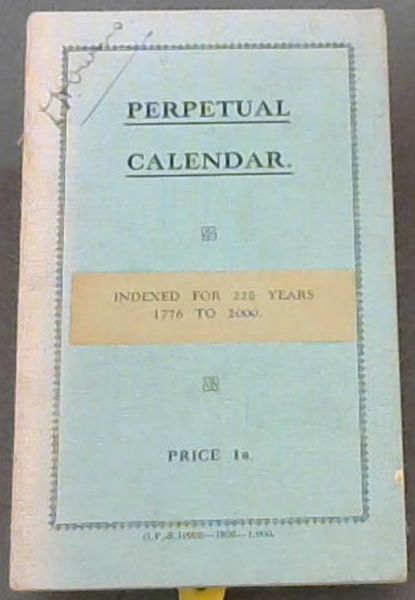 PERPETUAL
CALENDAR.
INDEXED FOR 220 YEARS
1776 TO 2000.
PRICE 1s.